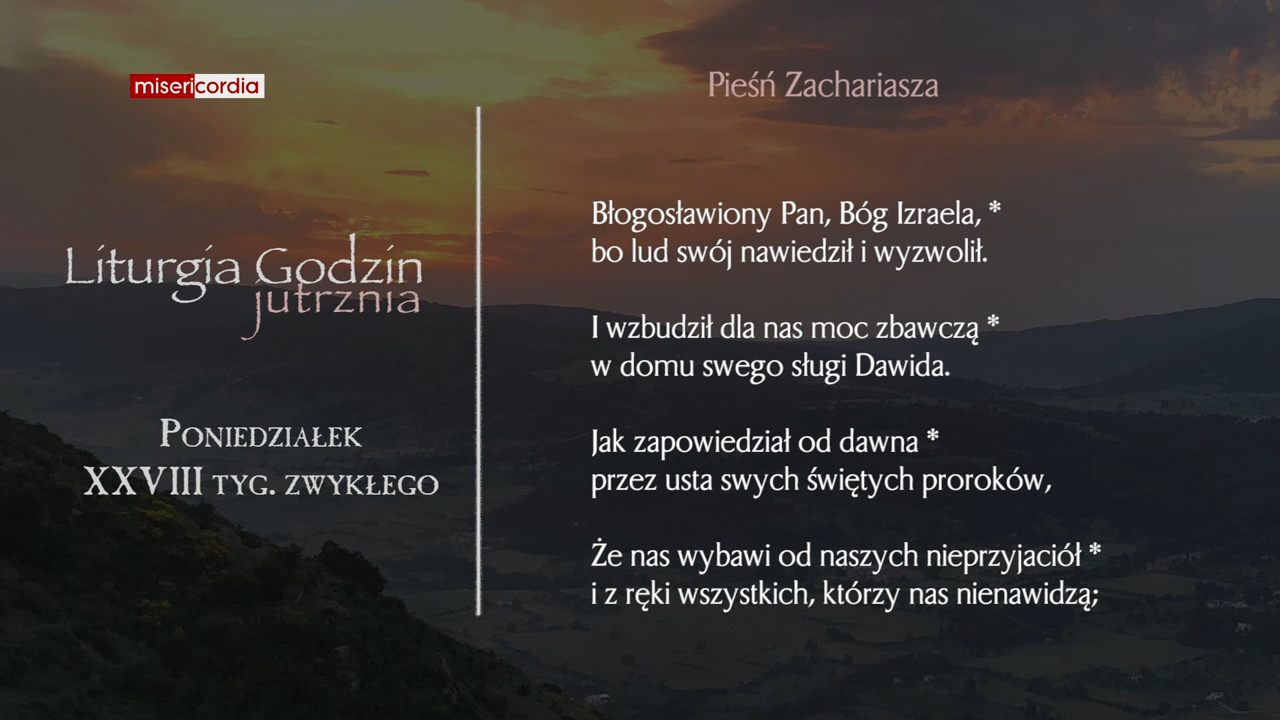 misericordia
Liturgia Godzin
jutrznia
Poniedziałek
XXVIII tyg. zwykłego
Pieśń Zachariasza
Błogosławiony Pan, Bóg Izraela, *
bo lud swój nawiedził i wyzwolił.
I wzbudził dla nas moc zbawczą *
w domu swego sługi Dawida.
Jak zapowiedział od dawna *
przez usta swych świętych proroków,
Że nas wybawi od naszych nieprzyjaciół *
i z ręki wszystkich, którzy nas nienawidzą;